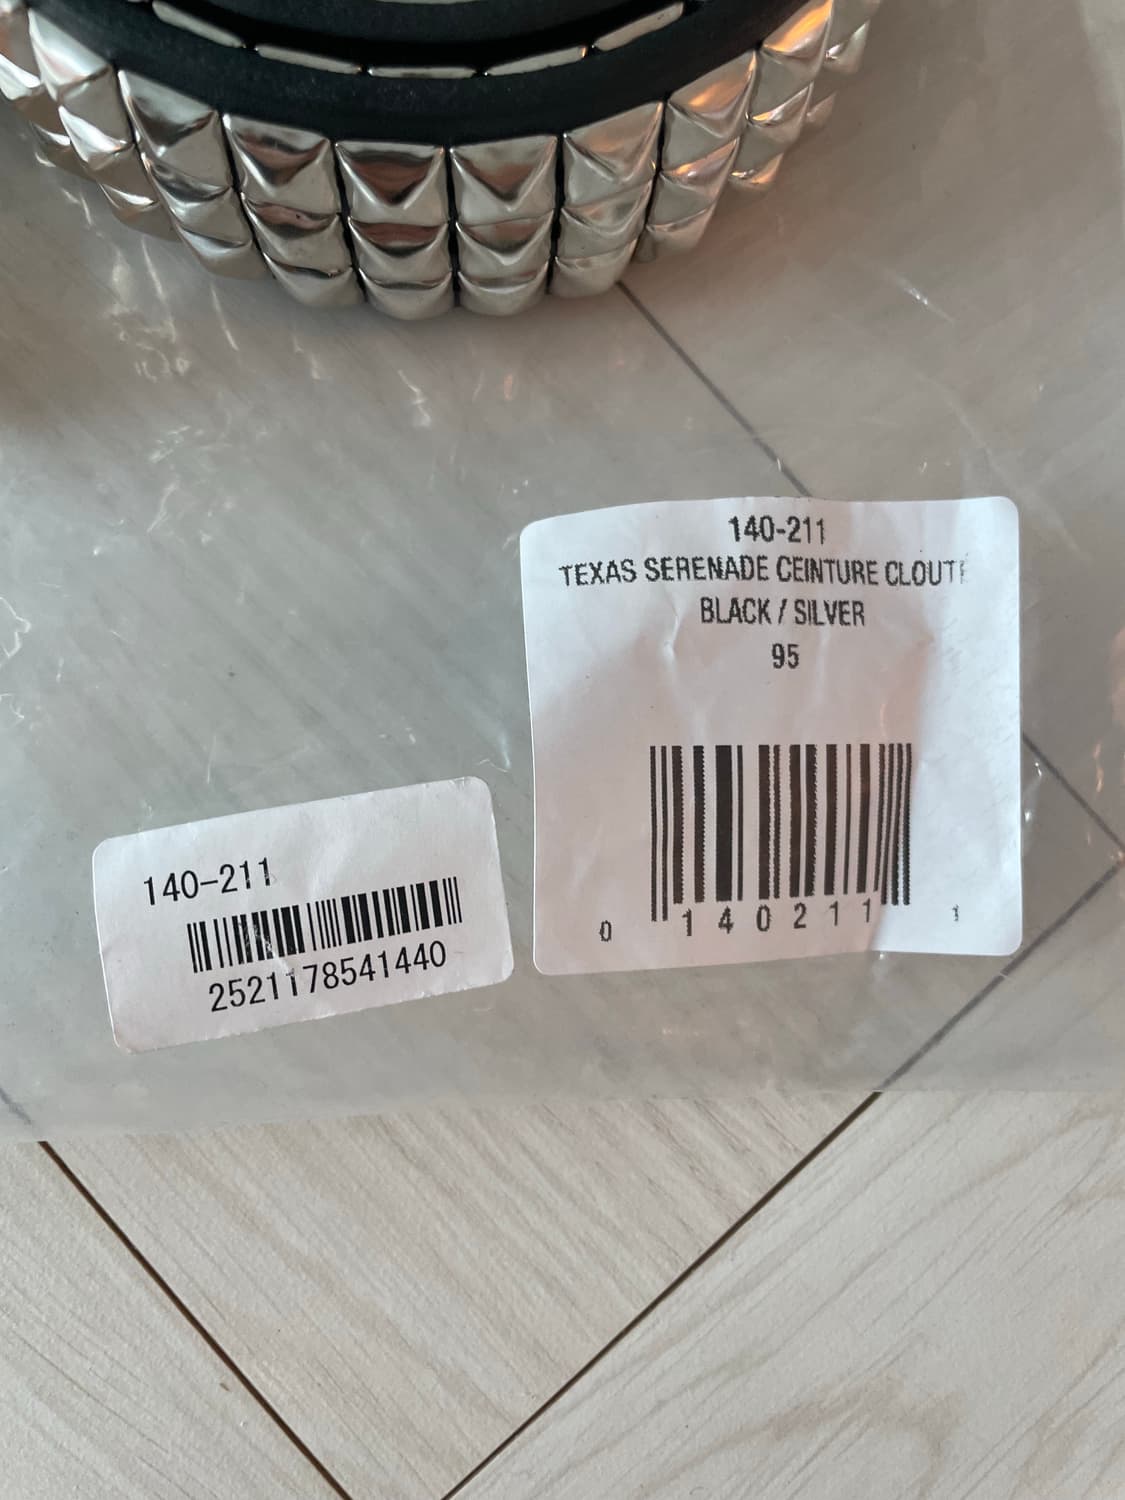 140-211
TEXAS SERENADE CEINTURE CLOUTE
BLACK / SILVER
95
0 140211 1
140-211
2521178541440